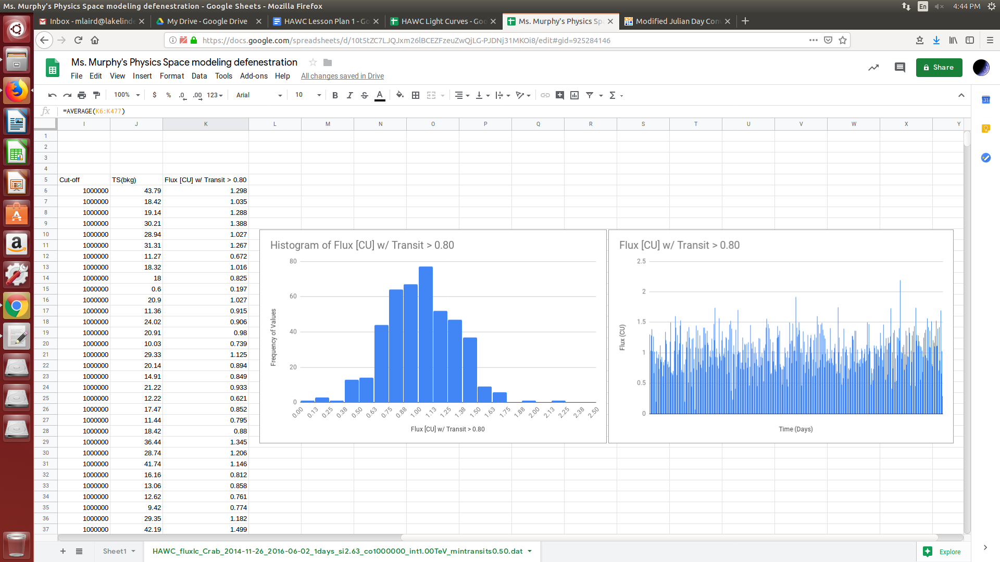 Ms. Murphy's Physics Space modeling defenestration - Google Sheets - Mozilla Firefox
En
4:44 PM
Inbox - mlaird@lakelinde
My Drive - Google Drive
HAWC Lesson Plan 1 - Go
HAWC Light Curves - Goo
Ms. Murphy's Physics Sp
Modified Julian Day Con
https://docs.google.com/spreadsheets/d/10t5tZC7LJQJxm26lBCEZFzeuZwQjLG-PJDNj31MKOi8/edit#gid=925284146
Ms. Murphy's Physics Space modeling defenestration
Share
File Edit View Insert Format Data Tools Add-ons Help All changes saved in Drive
100% $ % .0 .00 123 Arial 10 B I S A
31
fx =AVERAGE(K6:K477)
I J K L M N O P Q R S T U V W X Y
1
2
3
4
5 Cut-off TS(bkg) Flux [CU] w/ Transit > 0.80
6 1000000 43.79 1.298
7 1000000 18.42 1.035
8 1000000 19.14 1.288
9 1000000 30.21 1.388
10 1000000 28.94 1.027
11 1000000 31.31 1.267
12 1000000 11.27 0.672
13 1000000 18.32 1.016
14 1000000 18 0.825
15 1000000 0.6 0.197
16 1000000 20.9 1.027
17 1000000 11.36 0.915
18 1000000 24.02 0.906
19 1000000 20.91 0.98
20 1000000 10.03 0.739
21 1000000 29.33 1.125
22 1000000 20.14 0.894
23 1000000 14.91 0.849
24 1000000 21.22 0.933
25 1000000 12.22 0.621
26 1000000 17.47 0.852
27 1000000 11.44 0.795
28 1000000 18.42 0.88
29 1000000 36.44 1.345
30 1000000 28.74 1.206
31 1000000 41.74 1.146
32 1000000 16.16 0.812
33 1000000 13.06 0.858
34 1000000 12.62 0.761
35 1000000 9.42 0.774
36 1000000 29.35 1.182
37 1000000 42.19 1.499
Histogram of Flux [CU] w/ Transit > 0.80
80
60
40
20
0
Frequency of Values
0.00 0.13 0.25 0.38 0.50 0.63 0.75 0.88 1.00 1.13 1.25 1.38 1.50 1.63 1.75 1.88 2.00 2.13 2.25 2.38 2.50
Flux [CU] w/ Transit > 0.80
Flux [CU] w/ Transit > 0.80
2.5
2
1.5
1
0.5
0
Flux (CU)
Time (Days)
Sheet1
HAWC_fluxlc_Crab_2014-11-26_2016-06-02_1days_si2.63_co1000000_int1.00TeV_mintransits0.50.dat
Explore